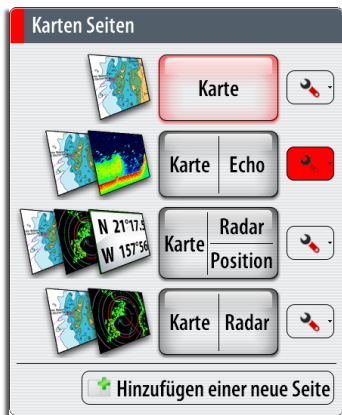 Karten Seiten
Karte
Karte Echo
N 21°17.5
W 157°56
Karte Radar
Position
Karte Radar
Hinzufügen einer neue Seite